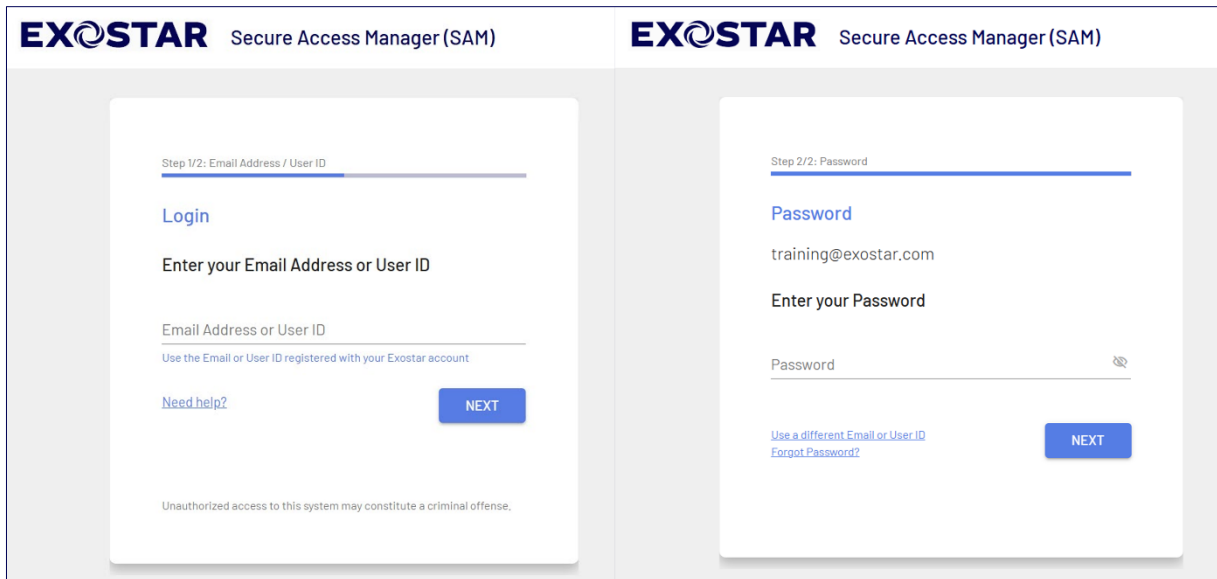 EXOSTAR Secure Access Manager (SAM)
Step 1/2: Email Address / User ID
Login
Enter your Email Address or User ID
Email Address or User ID
Use the Email or User ID registered with your Exostar account
Need help?
NEXT
Unauthorized access to this system may constitute a criminal offense.
EXOSTAR Secure Access Manager (SAM)
Step 2/2: Password
Password
training@exostar.com
Enter your Password
Password
Use a different Email or User ID
Forgot Password?
NEXT